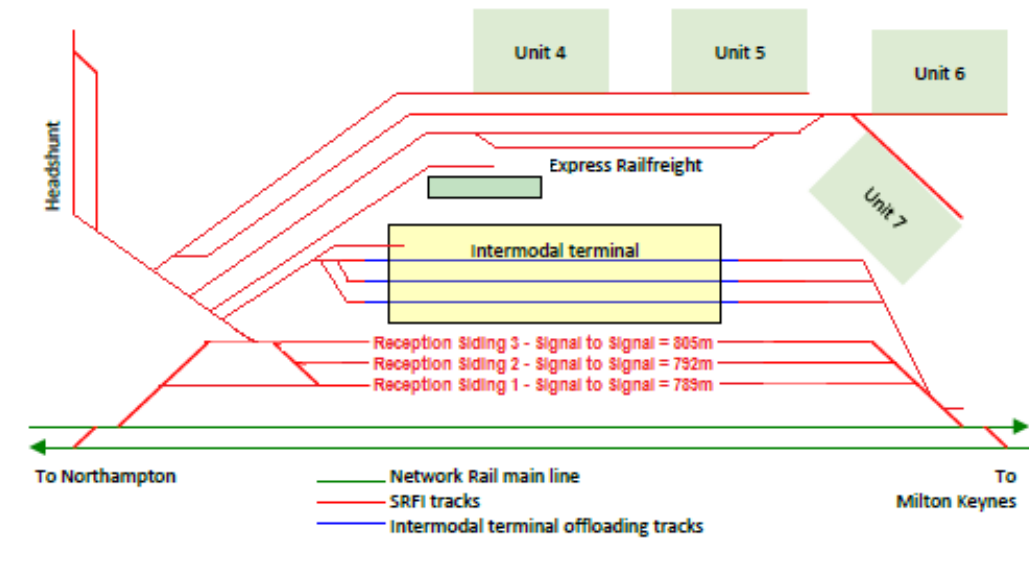 Unit 4
Unit 5
Unit 6
Headshunt
Express Railfreight
Unit 7
Intermodal terminal
Reception Siding 3 - Signal to Signal = 805m
Reception Siding 2 - Signal to Signal = 792m
Reception Siding 1 - Signal to Signal = 789m
To Northampton
Network Rail main line
To
SRFI tracks
Milton Keynes
Intermodal terminal offloading tracks